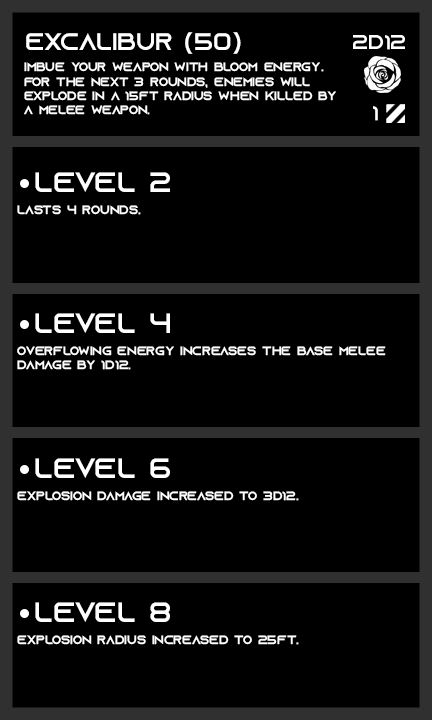 EXCALIBUR (50)
2D12
IMBUE YOUR WEAPON WITH BLOOM ENERGY.
FOR THE NEXT 3 ROUNDS, ENEMIES WILL
EXPLODE IN A 15FT RADIUS WHEN KILLED BY
A MELEE WEAPON.
1
•LEVEL 2
LASTS 4 ROUNDS.
•LEVEL 4
OVERFLOWING ENERGY INCREASES THE BASE MELEE
DAMAGE BY 1D12.
•LEVEL 6
EXPLOSION DAMAGE INCREASED TO 3D12.
•LEVEL 8
EXPLOSION RADIUS INCREASED TO 25FT.